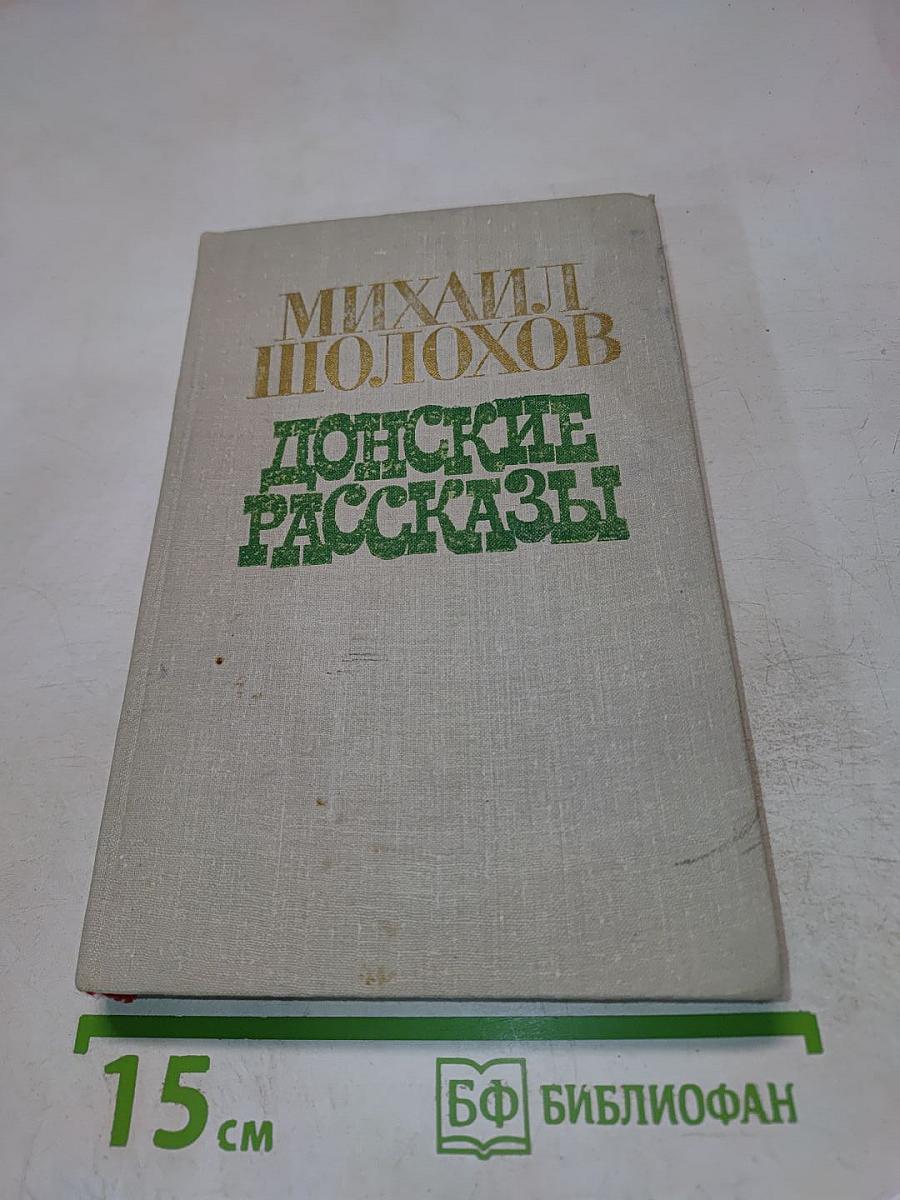 МИХАИЛ
ШОЛОХОВ
ДОНСКИЕ
РАССКАЗЫ
15 см
БФ БИБЛИОФАН